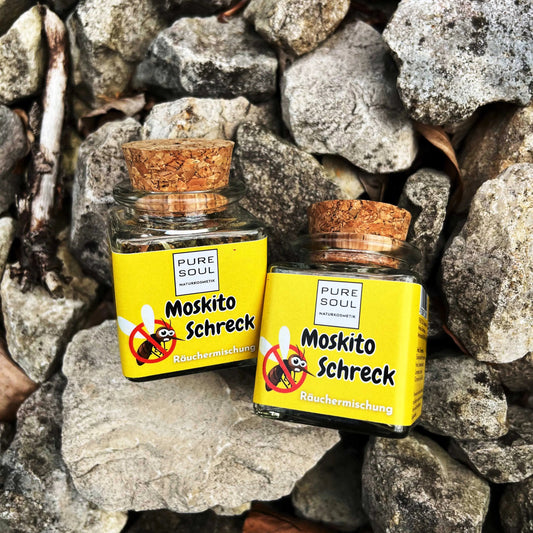 PURE
SOUL
NATURKOSMETIK
Moskito
Schreck
Räuchermischung
PURE
SOUL
NATURKOSMETIK
Moskito
Schreck
Räuchermischung